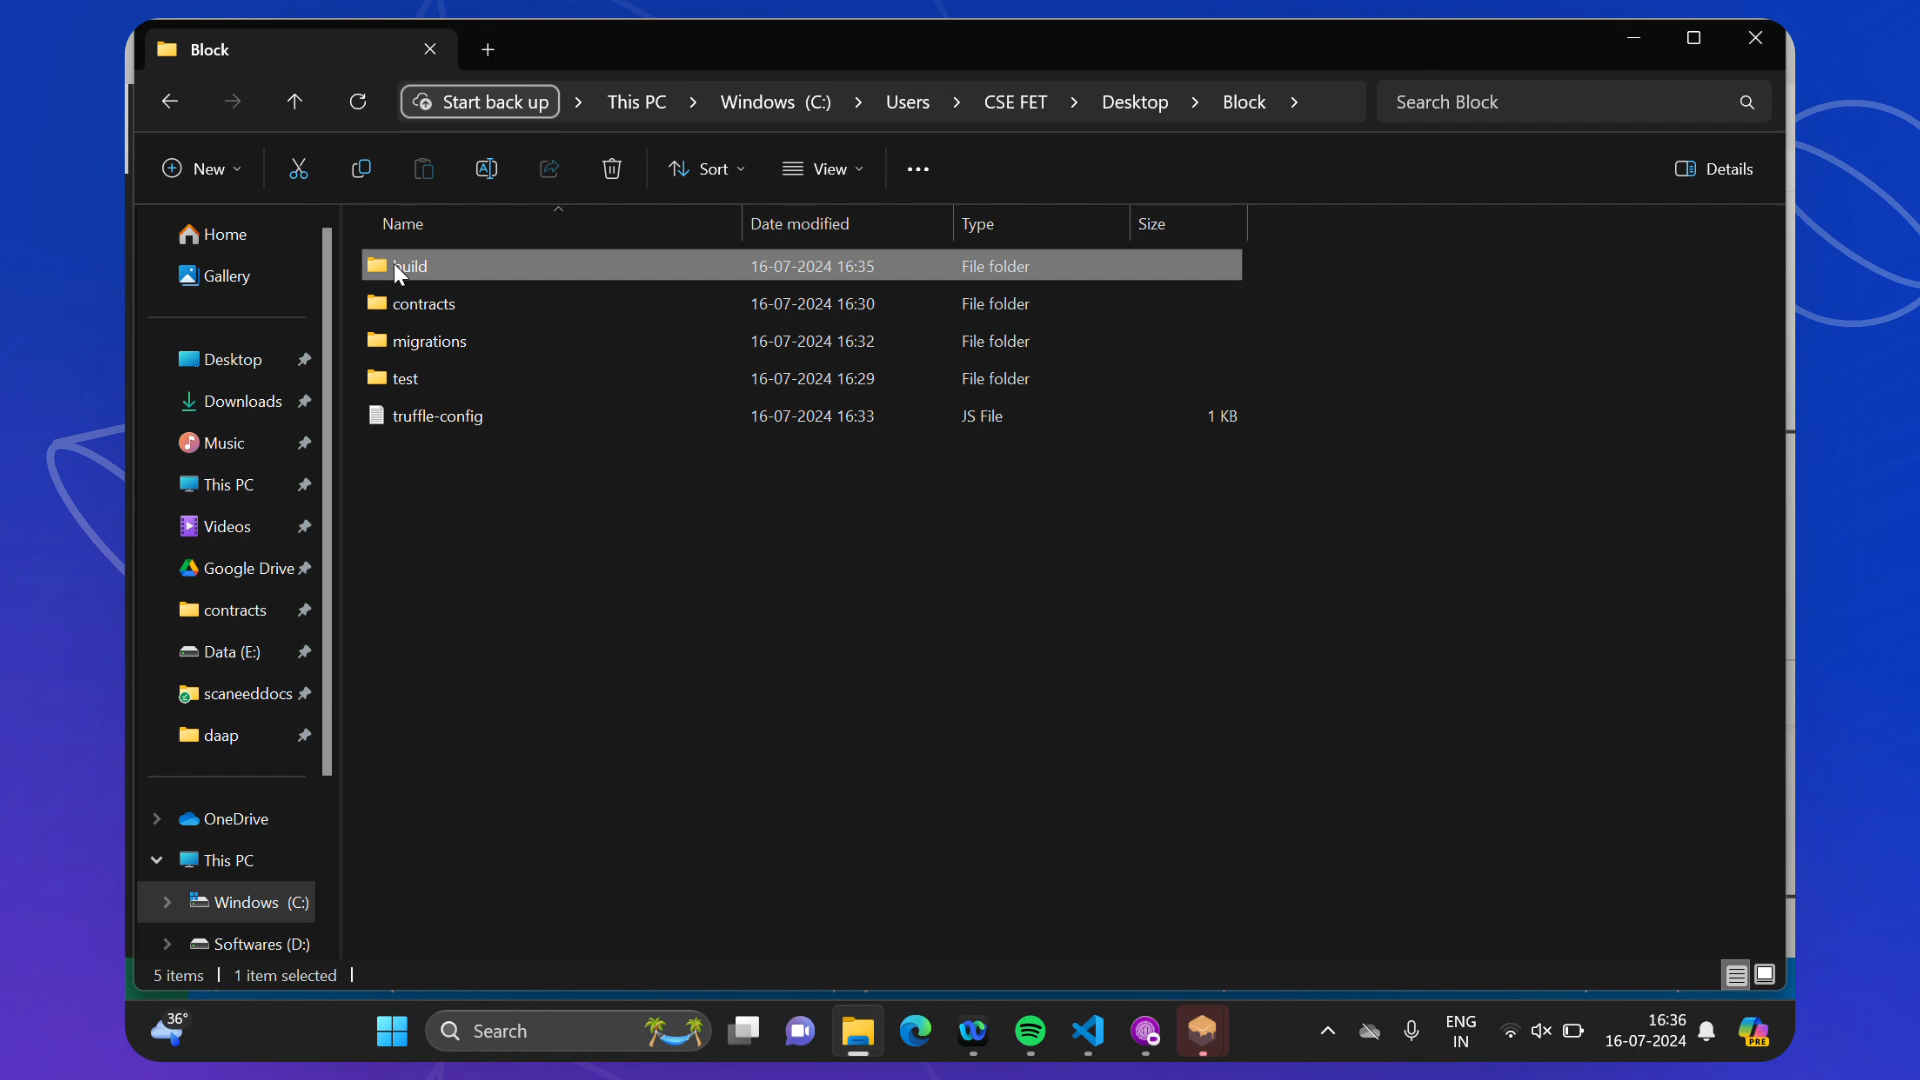 Block
Start back up > This PC > Windows (C:) > Users > CSE FET > Desktop > Block >
Search Block
New
Sort
View
Details
Name Date modified Type Size
build 16-07-2024 16:35 File folder
contracts 16-07-2024 16:30 File folder
migrations 16-07-2024 16:32 File folder
test 16-07-2024 16:29 File folder
truffle-config 16-07-2024 16:33 JS File 1 KB
Home
Gallery
Desktop
Downloads
Music
This PC
Videos
Google Drive
contracts
Data (E:)
scaneeddocs
daap
OneDrive
This PC
Windows (C:)
Softwares (D:)
5 items | 1 item selected |
36°
Search
ENG
IN
16:36
16-07-2024
PRE